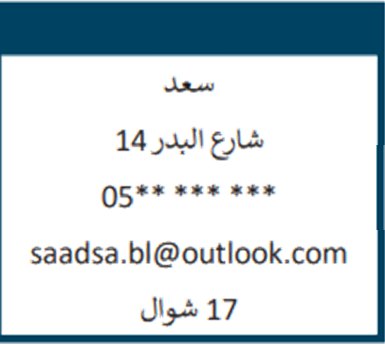 سعد
شارع البدر 14
05** *** ***
saadsa.bl@outlook.com
17 شوال